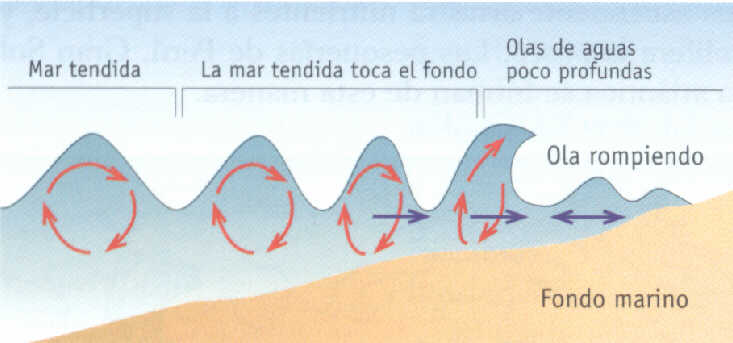 Mar tendida
La mar tendida toca el fondo
Olas de aguas
poco profundas
Ola rompiendo
Fondo marino